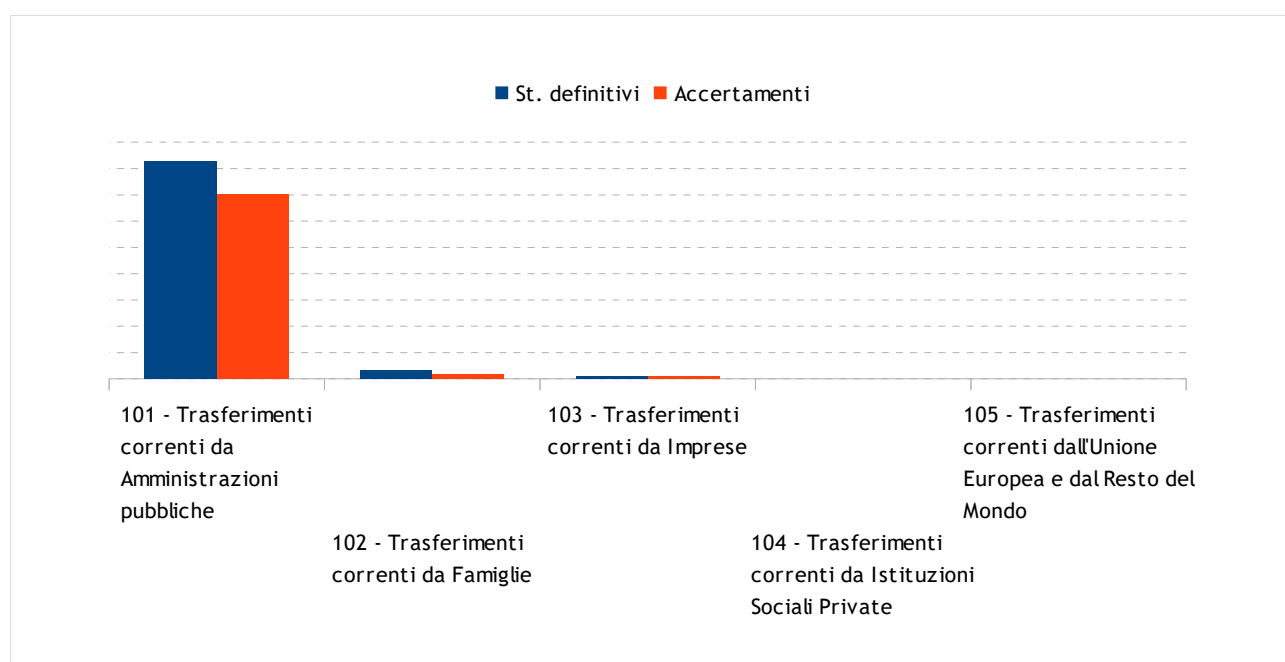 St. definitivi Accertamenti
101 - Trasferimenti
correnti da
Amministrazioni
pubbliche
102 - Trasferimenti
correnti da Famiglie
103 - Trasferimenti
correnti da Imprese
104 - Trasferimenti
correnti da Istituzioni
Sociali Private
105 - Trasferimenti
correnti dall'Unione
Europea e dal Resto del
Mondo